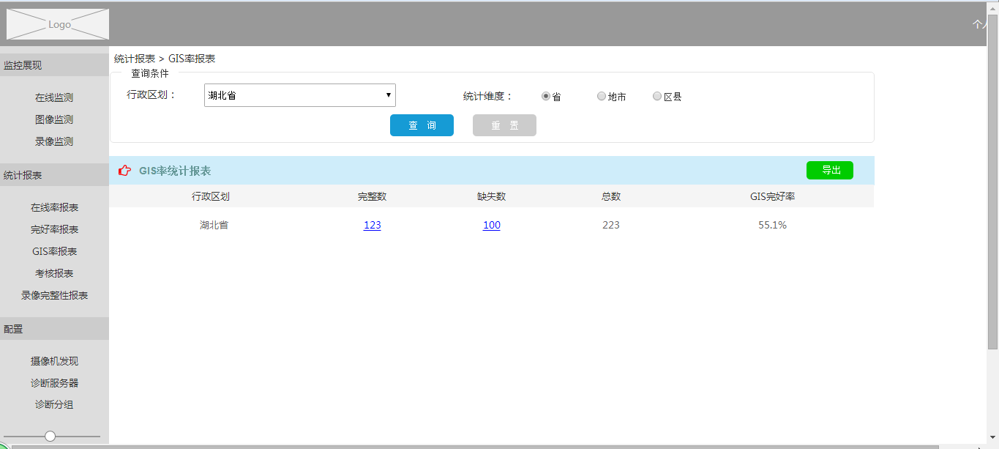 Logo
个人
监控展现
在线监测
图像监测
录像监测
统计报表
在线率报表
完好率报表
GIS率报表
考核报表
录像完整性报表
配置
摄像机发现
诊断服务器
诊断分组
统计报表 > GIS率报表
查询条件
行政区划： 湖北省 统计维度： 省 地市 区县
查 询 重 置
GIS率统计报表 导出
行政区划 完整数 缺失数 总数 GIS完好率
湖北省 123 100 223 55.1%